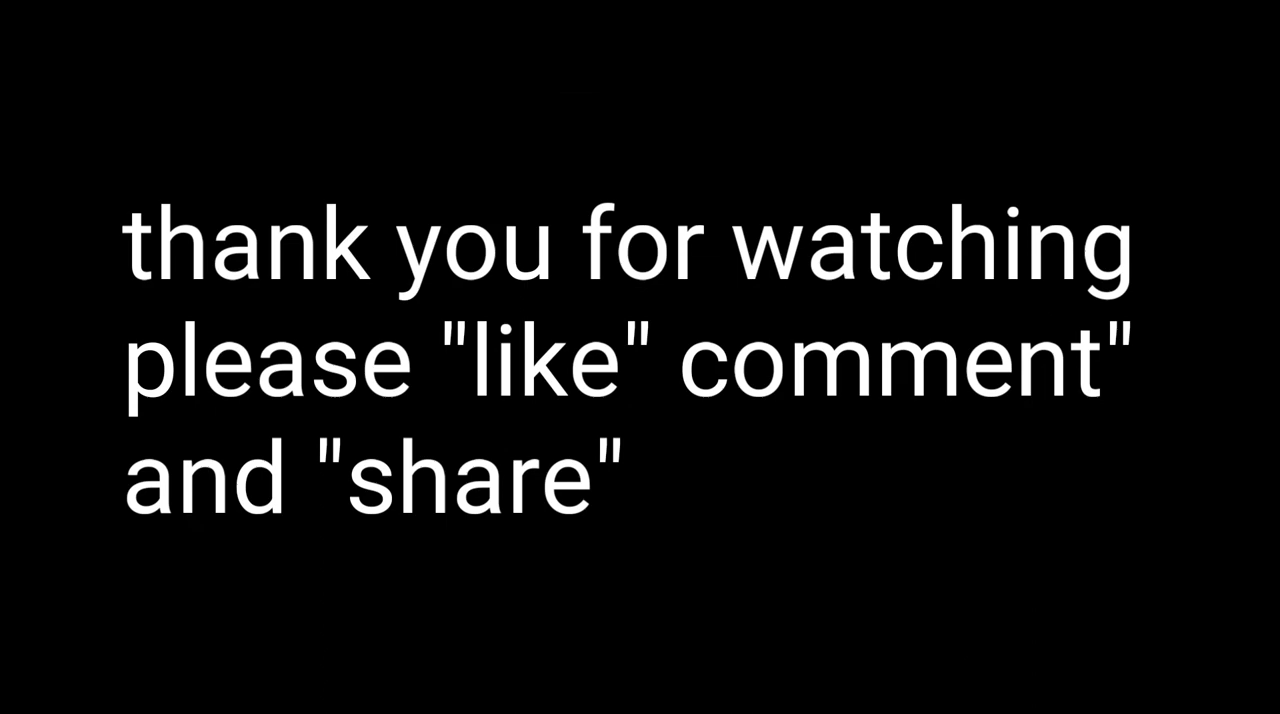 thank you for watching
please "like" comment"
and "share"